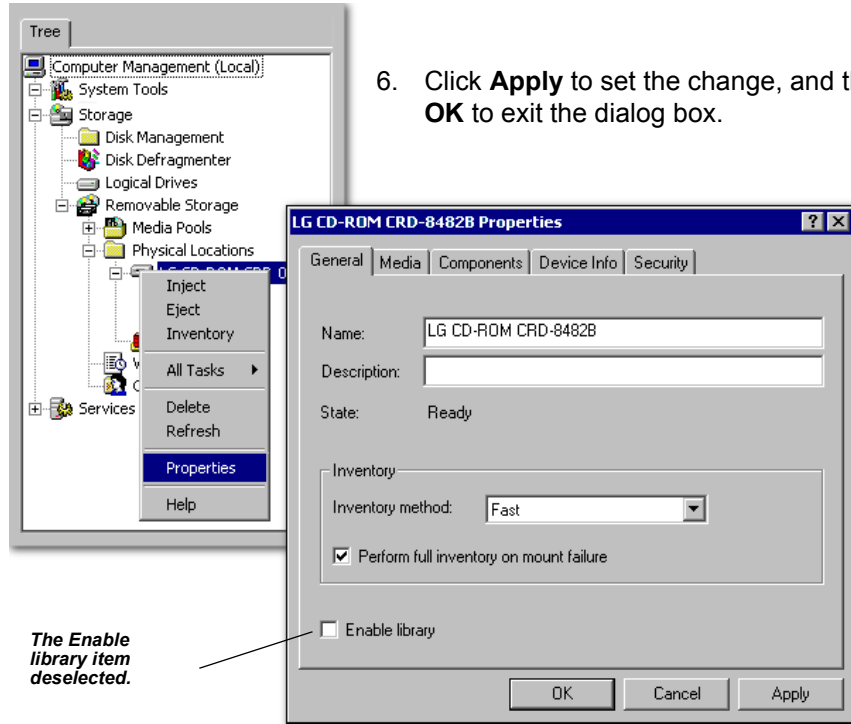 Tree
Computer Management (Local)
System Tools
Storage
Disk Management
Disk Defragmenter
Logical Drives
Removable Storage
Media Pools
Physical Locations
Services
Inject
Eject
Inventory
All Tasks
Delete
Refresh
Properties
Help
6. Click Apply to set the change, and
OK to exit the dialog box.
LG CD-ROM CRD-8482B Properties
General Media Components Device Info Security
Name: LG CD-ROM CRD-8482B
Description:
State: Ready
Inventory
Inventory method: Fast
Perform full inventory on mount failure
Enable library
OK Cancel Apply
The Enable
library item
deselected.